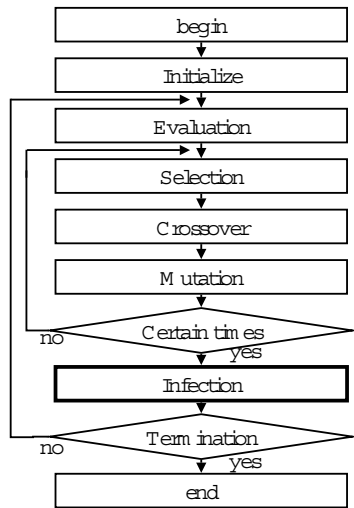 begin
Initialize
Evaluation
Selection
Crossover
Mutation
Certain times
no
yes
Infection
Termination
no
yes
end